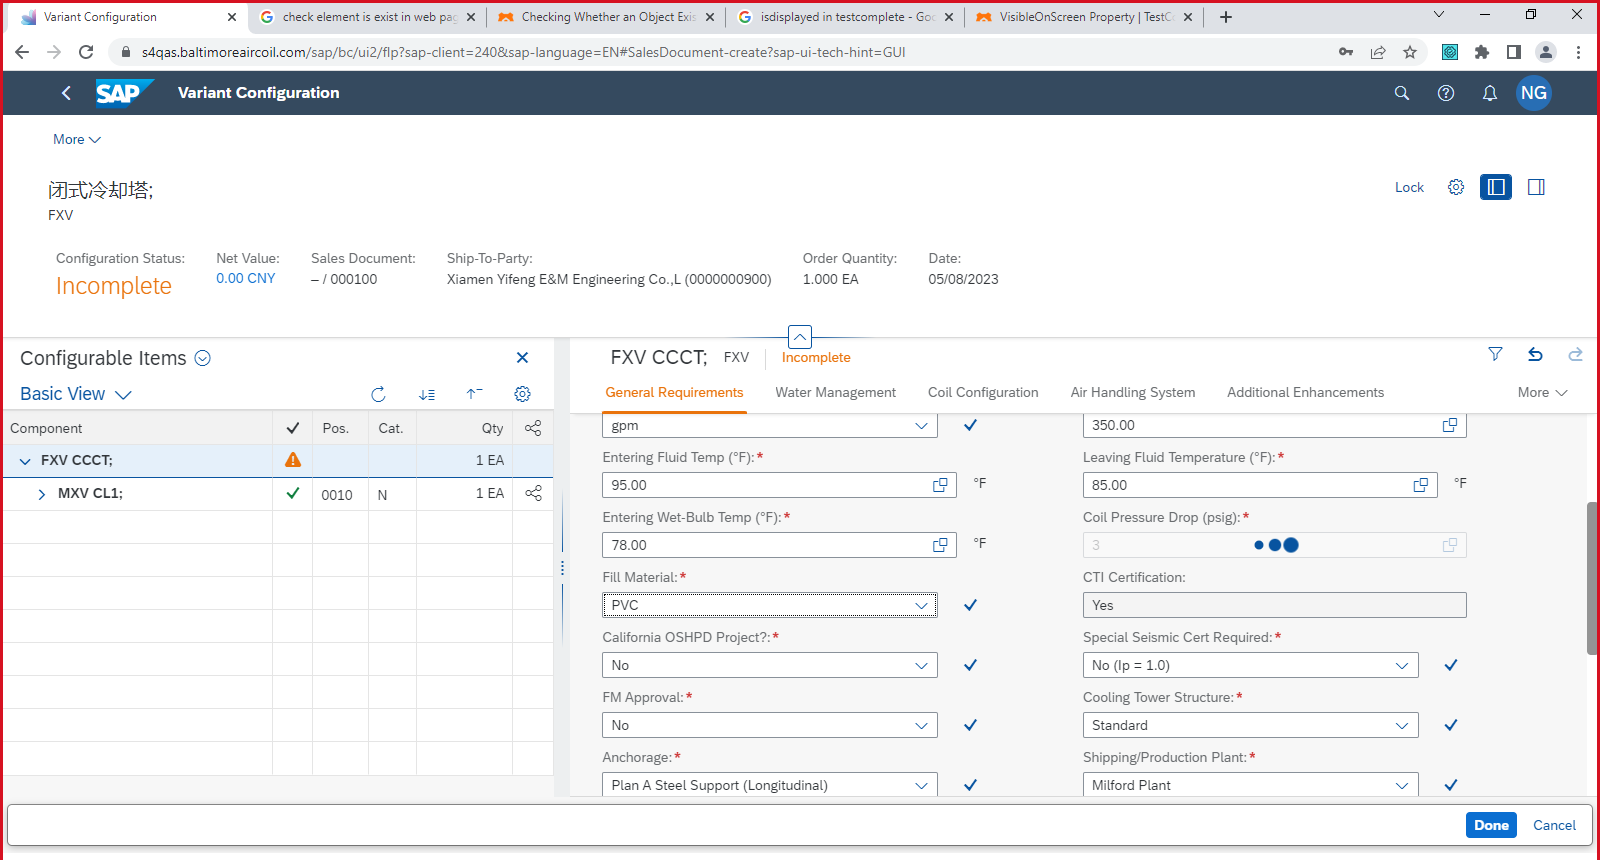 Variant Configuration
check element is exist in web pag
Checking Whether an Object Exis
isdisplayed in testcomplete - Goo
VisibleOnScreen Property | TestCo
s4qas.baltimoreaircoil.com/sap/bc/ui2/flp?sap-client=240&sap-language=EN#SalesDocument-create?sap-ui-tech-hint=GUI
SAP
Variant Configuration
NG
More
闭式冷却塔;
FXV
Lock
Configuration Status:
Incomplete
Net Value:
0.00 CNY
Sales Document:
– / 000100
Ship-To-Party:
Xiamen Yifeng E&M Engineering Co.,L (0000000900)
Order Quantity:
1.000 EA
Date:
05/08/2023
Configurable Items
Basic View
Component Pos. Cat. Qty
FXV CCCT; 1 EA
MXV CL1; 0010 N 1 EA
FXV CCCT; FXV Incomplete
General Requirements Water Management Coil Configuration Air Handling System Additional Enhancements More
gpm 350.00
Entering Fluid Temp (°F):* Leaving Fluid Temperature (°F):*
95.00 °F 85.00 °F
Entering Wet-Bulb Temp (°F):* Coil Pressure Drop (psig):*
78.00 °F 3
Fill Material:* CTI Certification:
PVC Yes
California OSHPD Project?:* Special Seismic Cert Required:*
No No (Ip = 1.0)
FM Approval:* Cooling Tower Structure:*
No Standard
Anchorage:* Shipping/Production Plant:*
Plan A Steel Support (Longitudinal) Milford Plant
Done Cancel